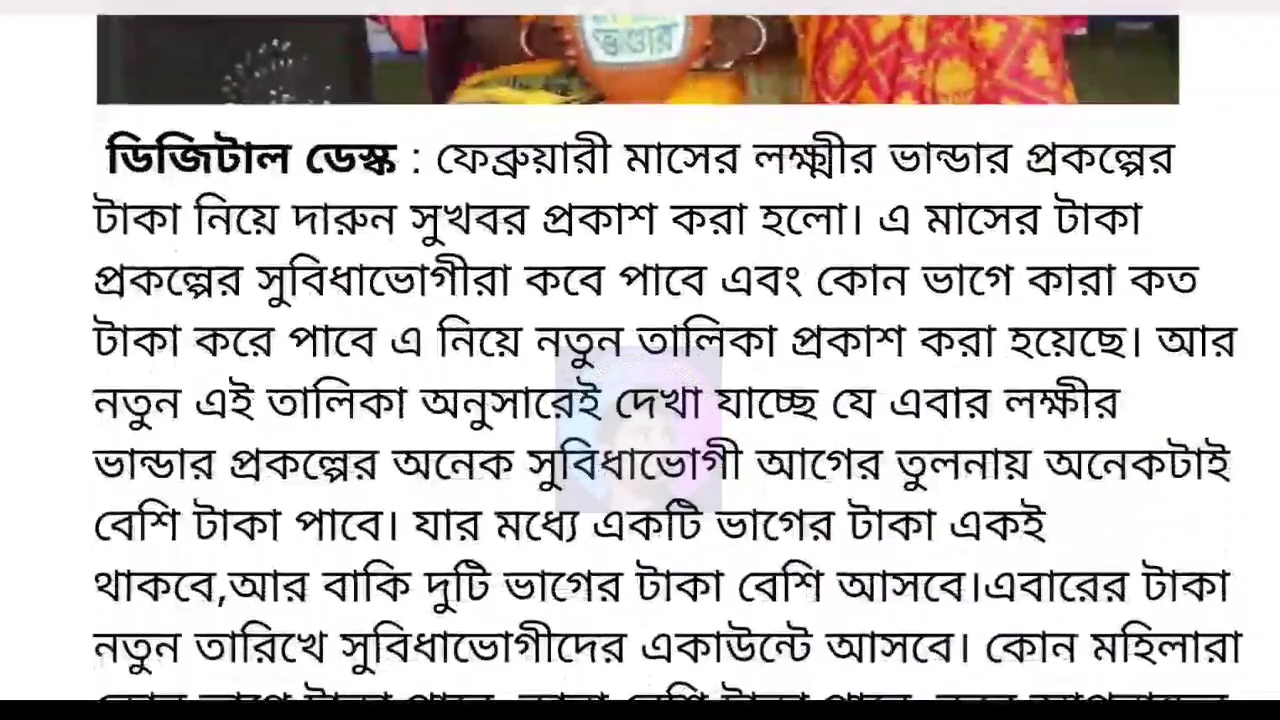 ভাণ্ডার
ডিজিটাল ডেস্ক : ফেব্রুয়ারী মাসের লক্ষ্মীর ভান্ডার প্রকল্পের
টাকা নিয়ে দারুন সুখবর প্রকাশ করা হলো। এ মাসের টাকা
প্রকল্পের সুবিধাভোগীরা কবে পাবে এবং কোন ভাগে কারা কত
টাকা করে পাবে এ নিয়ে নতুন তালিকা প্রকাশ করা হয়েছে। আর
নতুন এই তালিকা অনুসারেই দেখা যাচ্ছে যে এবার লক্ষীর
ভান্ডার প্রকল্পের অনেক সুবিধাভোগী আগের তুলনায় অনেকটাই
বেশি টাকা পাবে। যার মধ্যে একটি ভাগের টাকা একই
থাকবে,আর বাকি দুটি ভাগের টাকা বেশি আসবে।এবারের টাকা
নতুন তারিখে সুবিধাভোগীদের একাউন্টে আসবে। কোন মহিলারা